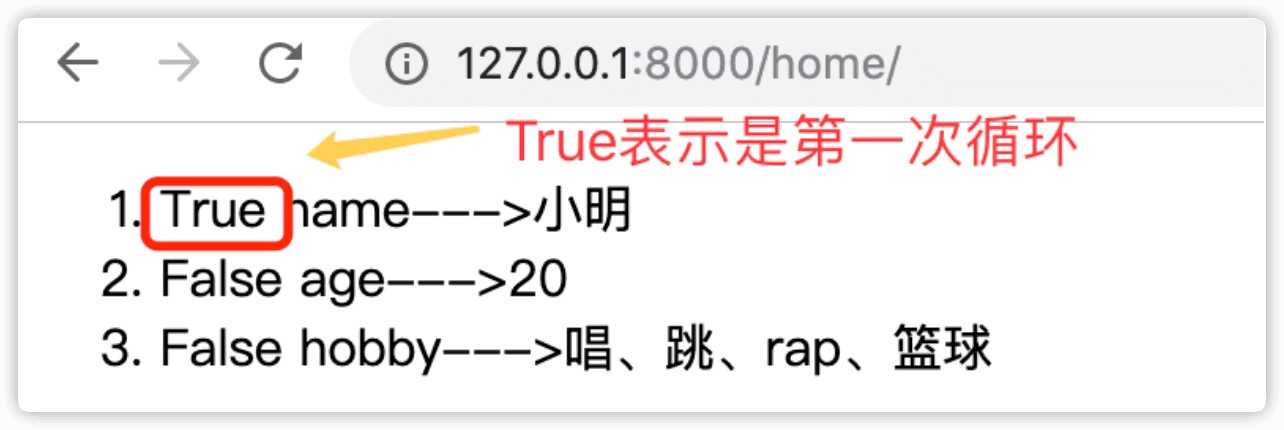 127.0.0.1:8000/home/
True表示是第一次循环
1. True name--->小明
2. False age--->20
3. False hobby--->唱、跳、rap、篮球